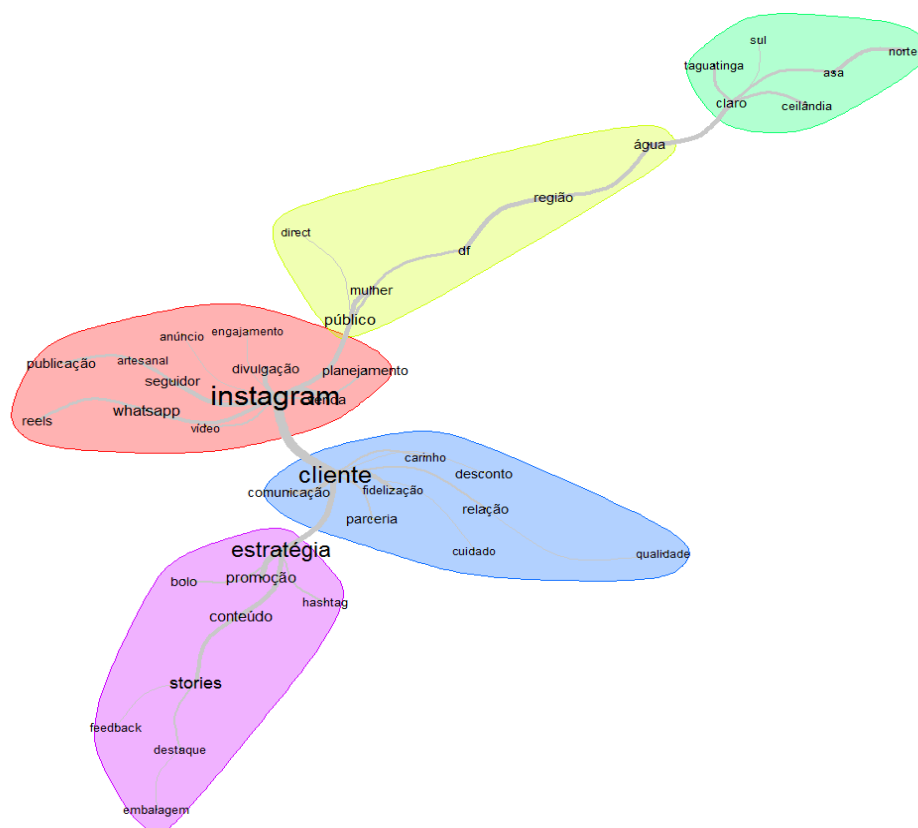 sul
norte
taguatinga
asa
claro
ceilândia
água
região
direct
df
mulher
público
anúncio
engajamento
publicação
artesanal
divulgação
planejamento
seguidor
instagram
venda
whatsapp
reels
vídeo
cliente
carinho
desconto
comunicação
fidelização
relação
parceria
cuidado
qualidade
estratégia
bolo
promoção
hashtag
conteúdo
stories
feedback
destaque
embalagem